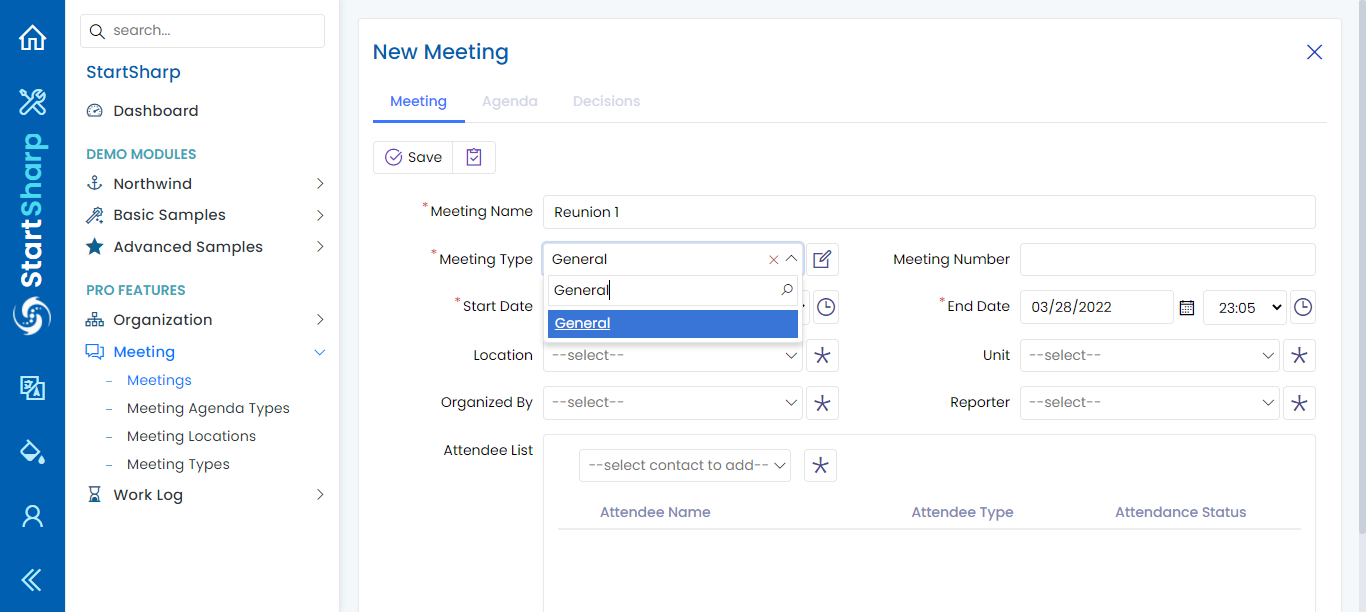 search...
StartSharp
StartSharp
Dashboard
DEMO MODULES
Northwind
Basic Samples
Advanced Samples
PRO FEATURES
Organization
Meeting
Meetings
Meeting Agenda Types
Meeting Locations
Meeting Types
Work Log
New Meeting
Meeting Agenda Decisions
Save
*Meeting Name Reunion 1
*Meeting Type General Meeting Number
General
General
*Start Date *End Date 03/28/2022 23:05
Location --select-- Unit --select--
Organized By --select-- Reporter --select--
Attendee List
--select contact to add--
Attendee Name Attendee Type Attendance Status